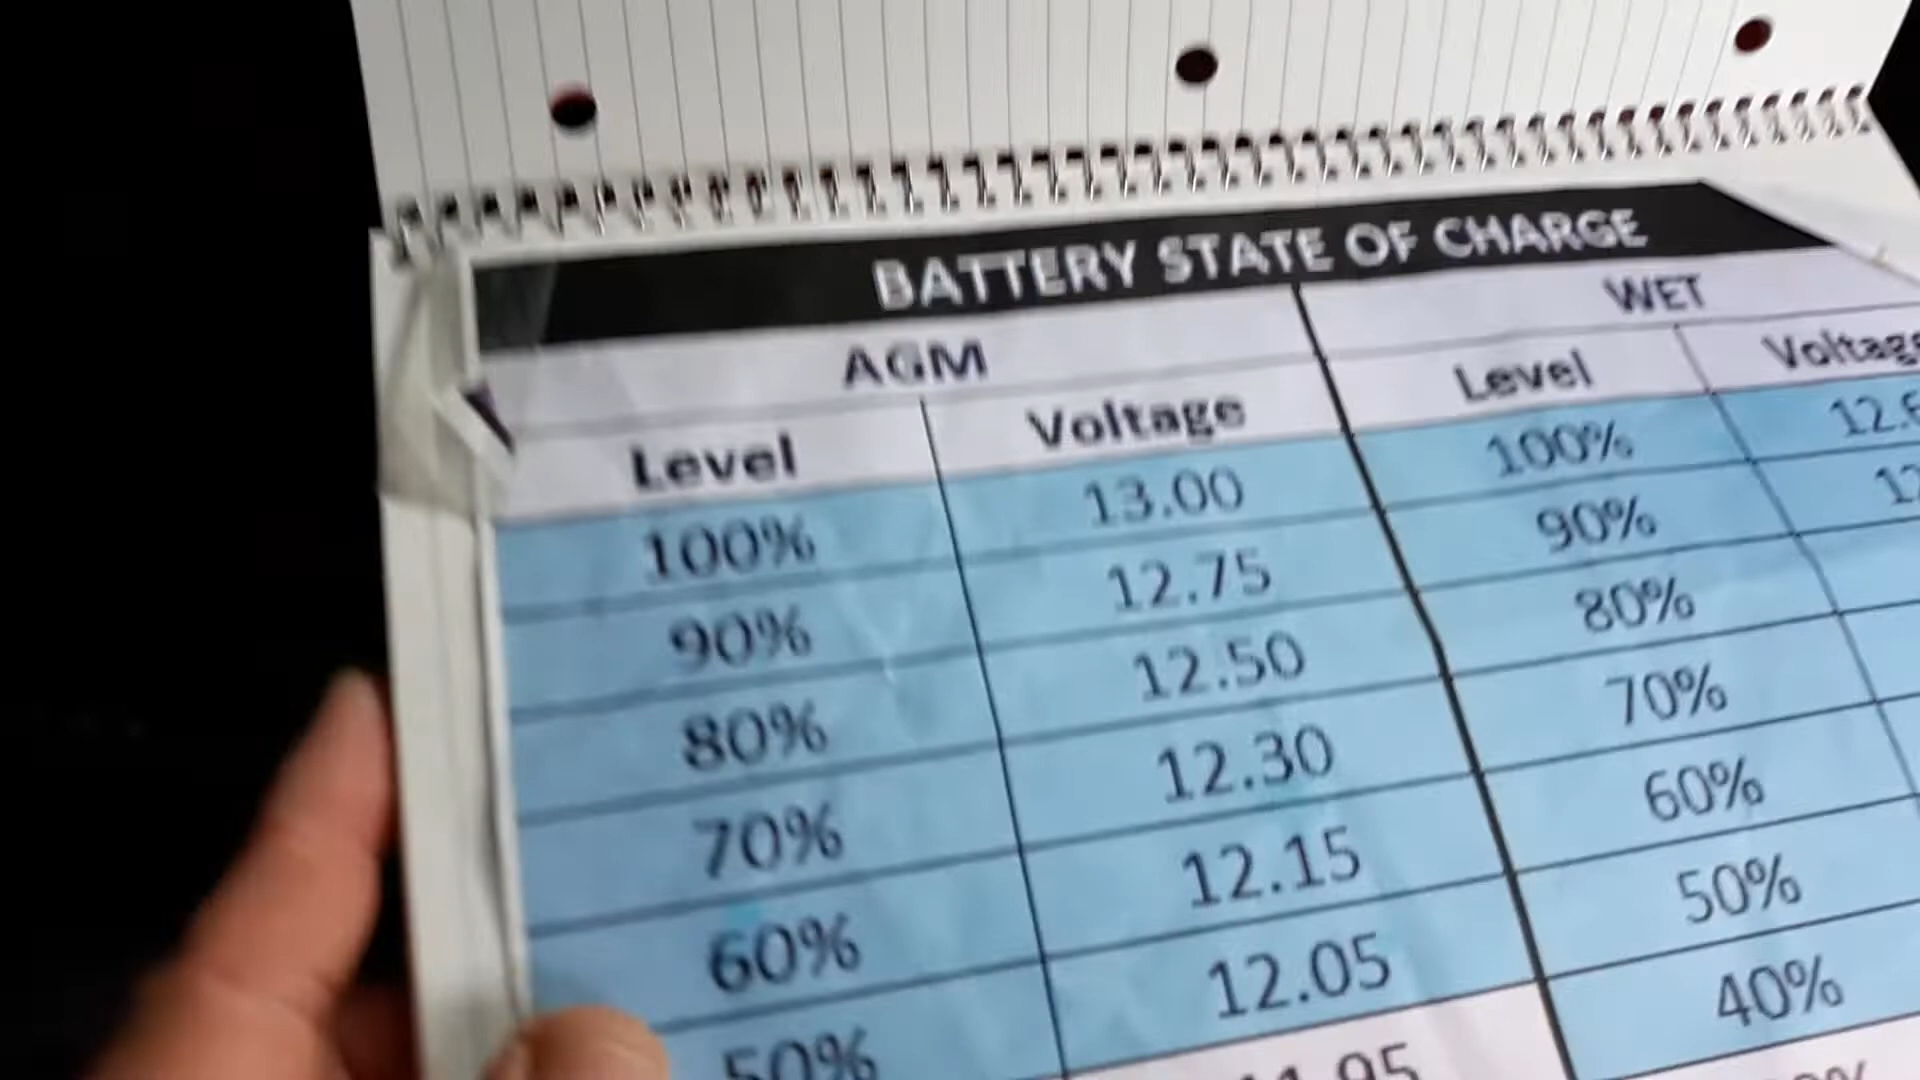 BATTERY STATE OF CHARGE
AGM WET
Level Voltage Level
100% 13.00 100%
90% 12.75 90%
80% 12.50 80%
70% 12.30 70%
60% 12.15 60%
50% 12.05 50%
40%